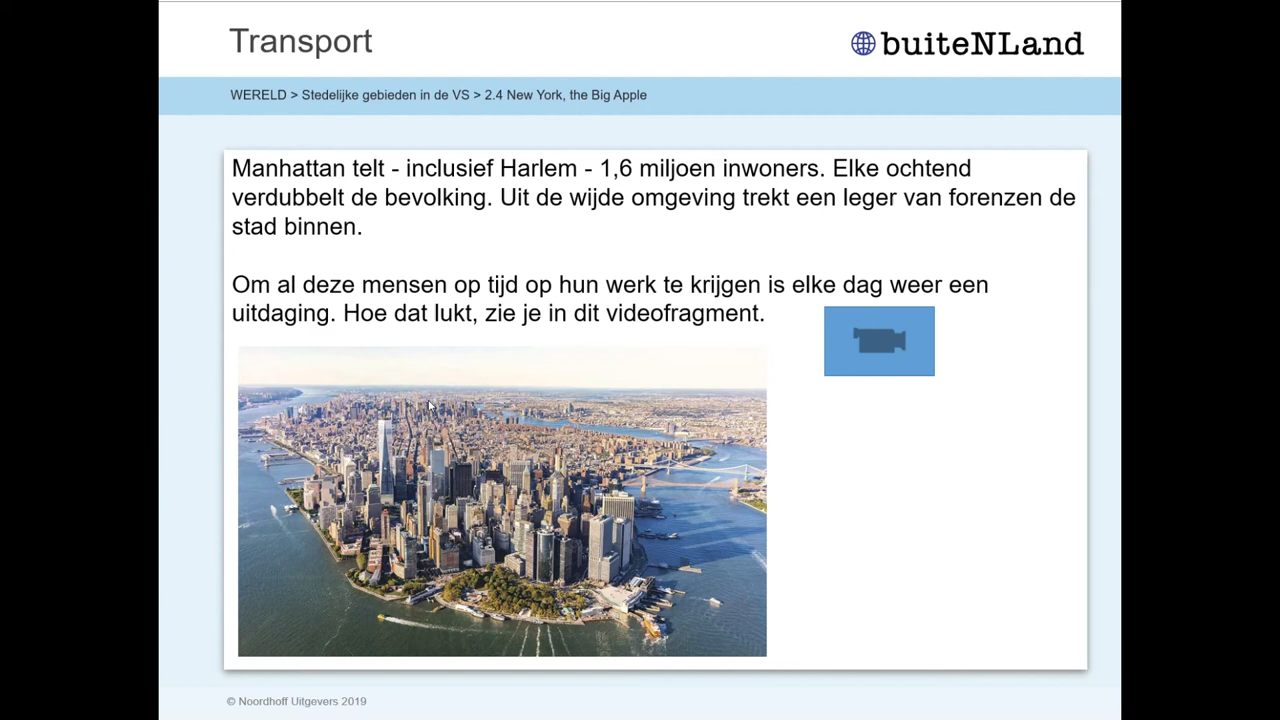 Transport
buiteNLand
WERELD > Stedelijke gebieden in de VS > 2.4 New York, the Big Apple
Manhattan telt - inclusief Harlem - 1,6 miljoen inwoners. Elke ochtend
verdubbelt de bevolking. Uit de wijde omgeving trekt een leger van forenzen de
stad binnen.
Om al deze mensen op tijd op hun werk te krijgen is elke dag weer een
uitdaging. Hoe dat lukt, zie je in dit videofragment.
© Noordhoff Uitgevers 2019